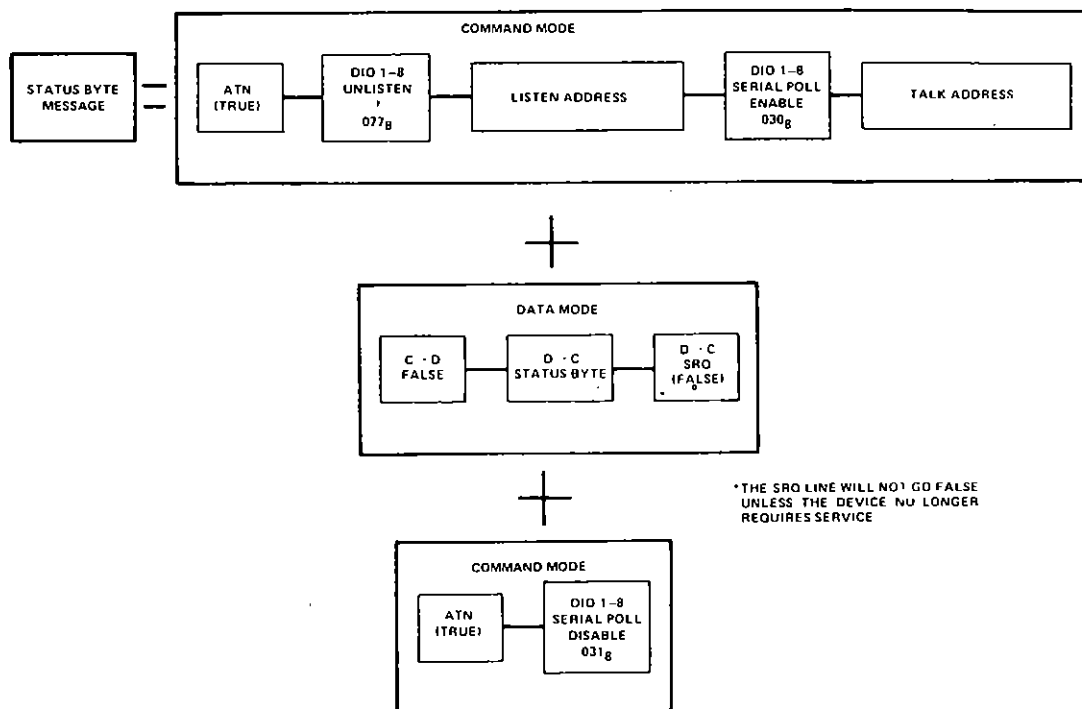 COMMAND MODE
STATUS BYTE
MESSAGE
=
ATN
(TRUE)
DIO 1-8
UNLISTEN
077₈
LISTEN ADDRESS
DIO 1-8
SERIAL POLL
ENABLE
030₈
TALK ADDRESS
+
DATA MODE
C - D
FALSE
D - C
STATUS BYTE
D - C
SRQ
(FALSE)
*
+
* THE SRQ LINE WILL NOT GO FALSE
UNLESS THE DEVICE NO LONGER
REQUIRES SERVICE
COMMAND MODE
ATN
(TRUE)
DIO 1-8
SERIAL POLL
DISABLE
031₈